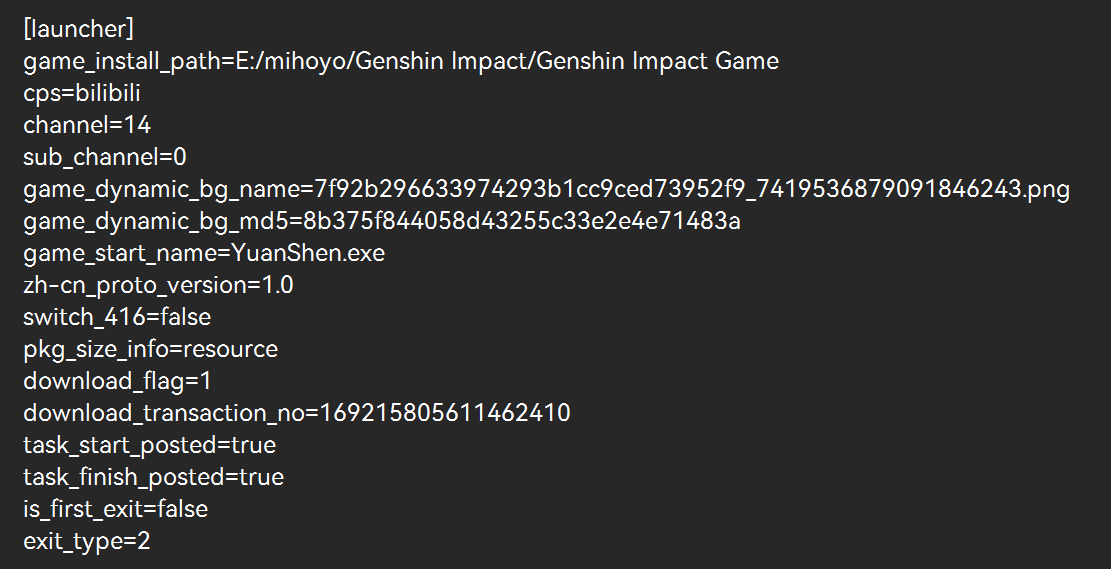 [launcher]
game_install_path=E:/mihoyo/Genshin Impact/Genshin Impact Game
cps=bilibili
channel=14
sub_channel=0
game_dynamic_bg_name=7f92b296633974293b1cc9ced73952f9_7419536879091846243.png
game_dynamic_bg_md5=8b375f844058d43255c33e2e4e71483a
game_start_name=YuanShen.exe
zh-cn_proto_version=1.0
switch_416=false
pkg_size_info=resource
download_flag=1
download_transaction_no=169215805611462410
task_start_posted=true
task_finish_posted=true
is_first_exit=false
exit_type=2